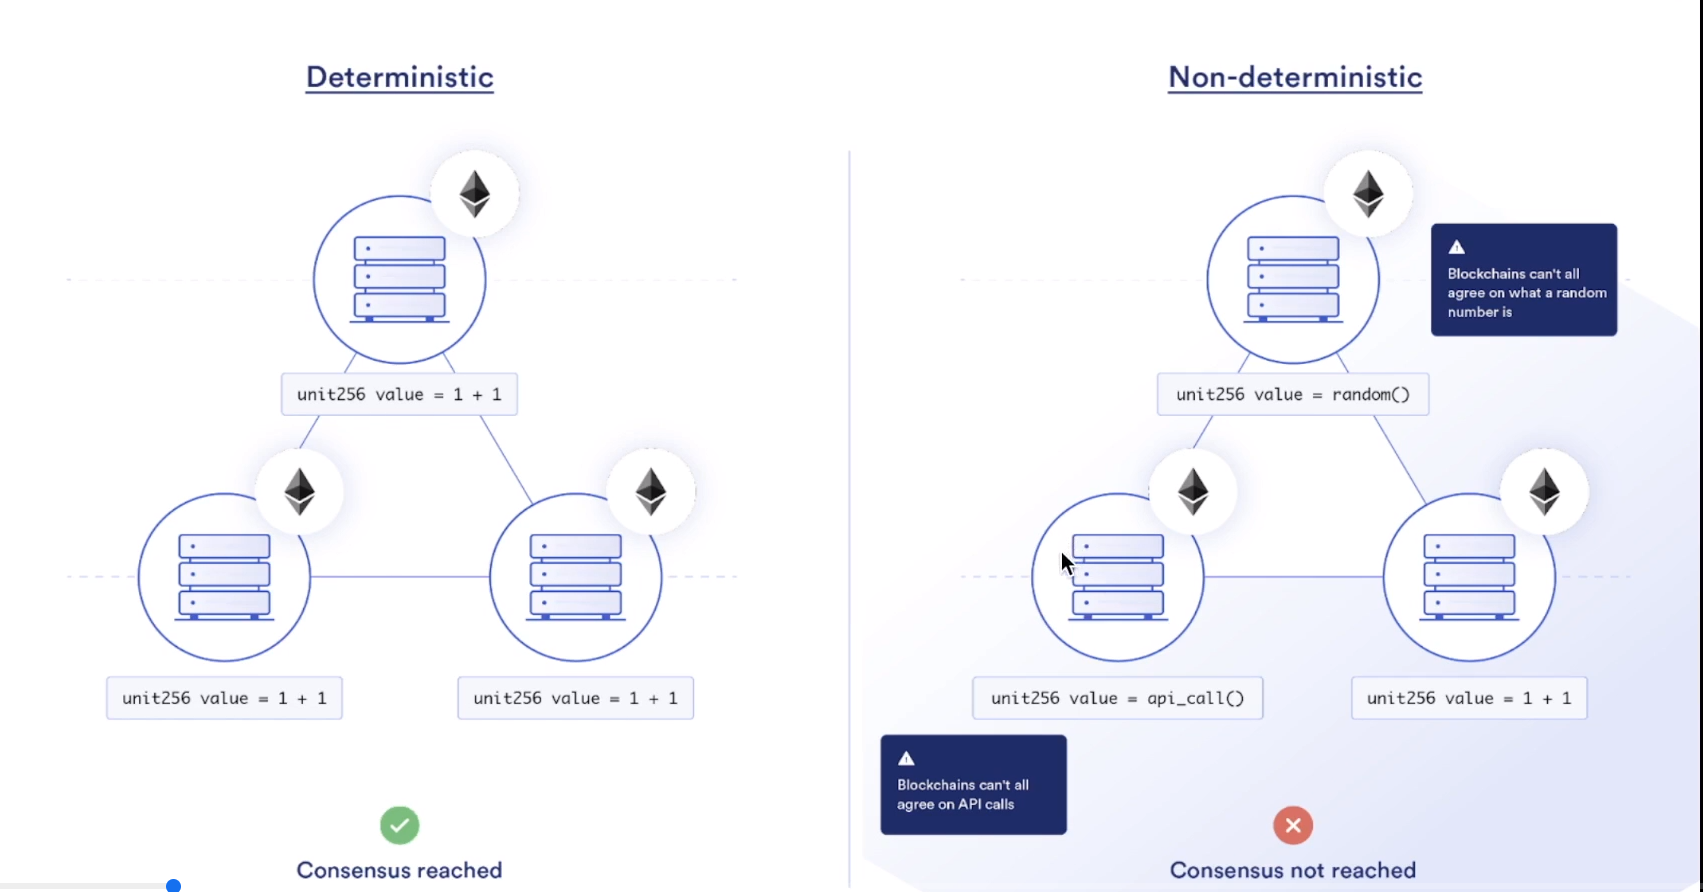 Deterministic
Non-deterministic
Blockchains can't all
agree on what a random
number is
unit256 value = 1 + 1
unit256 value = random()
unit256 value = 1 + 1
unit256 value = 1 + 1
unit256 value = api_call()
unit256 value = 1 + 1
Blockchains can't all
agree on API calls
Consensus reached
Consensus not reached